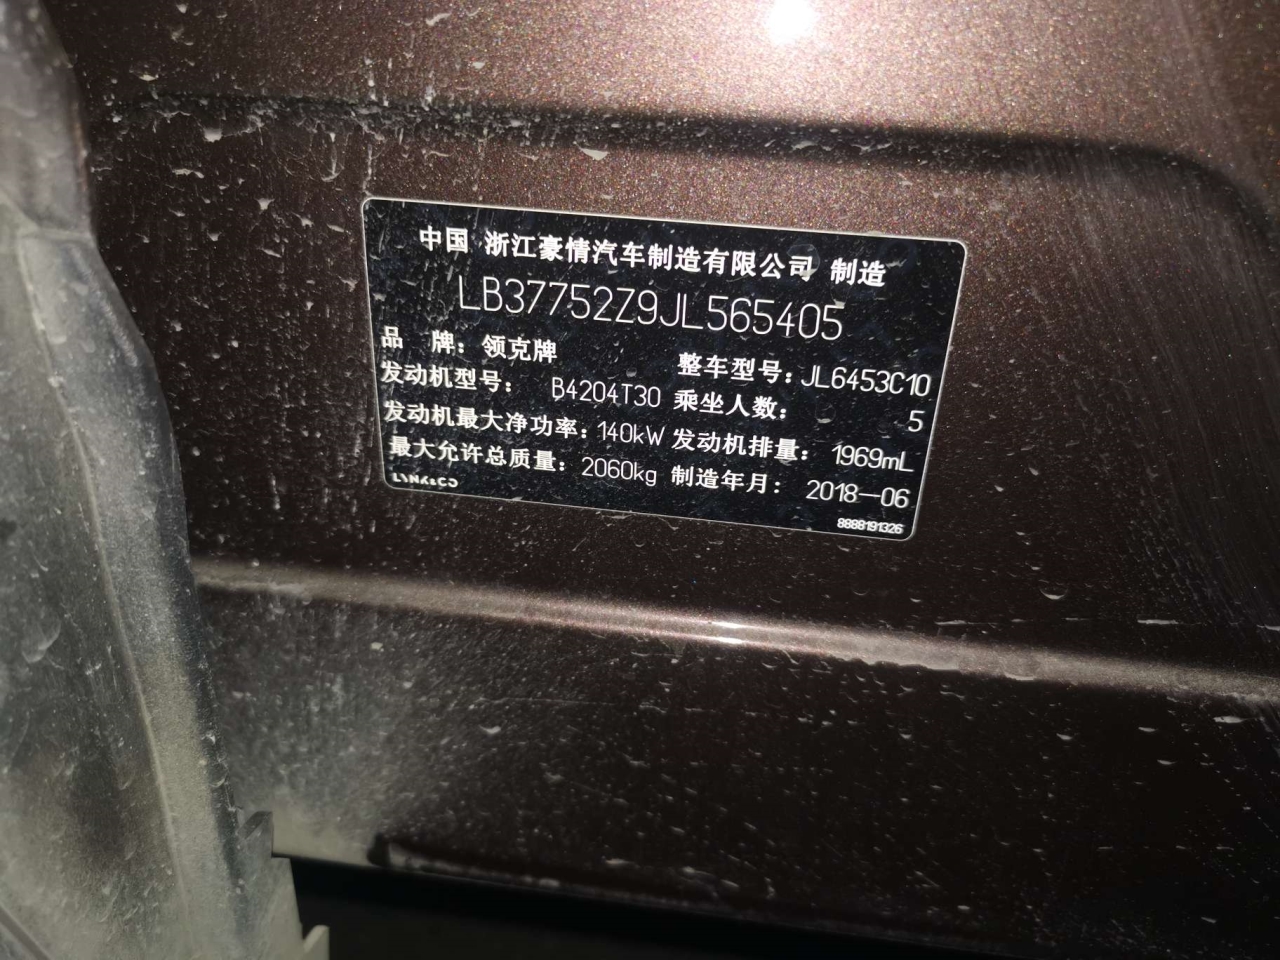 中国 浙江豪情汽车制造有限公司 制造
LB37752Z9JL565405
品 牌：领克牌 整车型号：JL6453C10
发动机型号： B4204T30 乘坐人数： 5
发动机最大净功率：140kW 发动机排量： 1969mL
最大允许总质量：2060kg 制造年月： 2018-06
LYNK&CO 8888191326